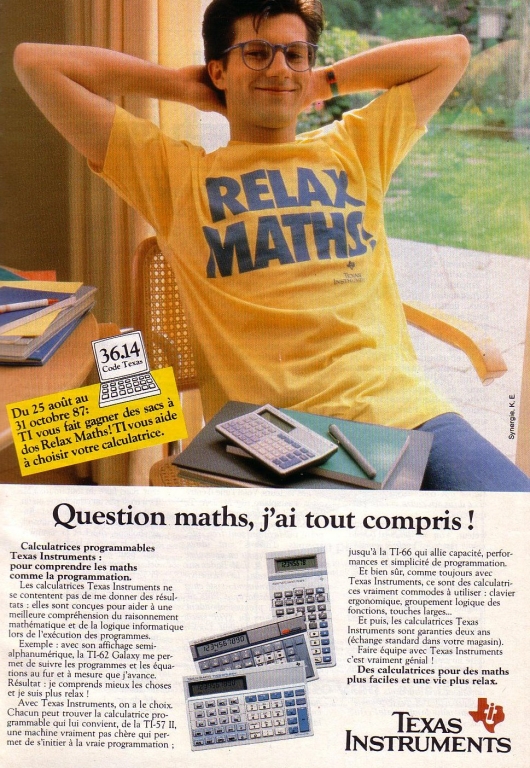 RELAX
MATHS!
TEXAS
INSTRUMENTS
36.14
Code Texas
Du 25 août au
31 octobre 87:
TI vous fait gagner des sacs à
dos Relax Maths! TI vous aide
à choisir votre calculatrice.
Synergie, K. E.
Question maths, j'ai tout compris !
Calculatrices programmables
Texas Instruments :
pour comprendre les maths
comme la programmation.
Les calculatrices Texas Instruments ne
se contentent pas de me donner des résul-
tats : elles sont conçues pour aider à une
meilleure compréhension du raisonnement
mathématique et de la logique informatique
lors de l'exécution des programmes.
Exemple : avec son affichage semi-
alphanumérique, la TI-62 Galaxy me per-
met de suivre les programmes et les équa-
tions au fur et à mesure que j'avance.
Résultat : je comprends mieux les choses
et je suis plus relax !
Avec Texas Instruments, on a le choix.
Chacun peut trouver la calculatrice pro-
grammable qui lui convient, de la TI-57 II,
une machine vraiment pas chère qui per-
met de s'initier à la vraie programmation ;
jusqu'à la TI-66 qui allie capacité, perfor-
mances et simplicité de programmation.
Et bien sûr, comme toujours avec
Texas Instruments, ce sont des calculatri-
ces vraiment commodes à utiliser : clavier
ergonomique, groupement logique des
fonctions, touches larges...
Et puis, les calculatrices Texas
Instruments sont garanties deux ans
(échange standard dans votre magasin).
Faire équipe avec Texas Instruments
c'est vraiment génial !
Des calculatrices pour des maths
plus faciles et une vie plus relax.
TEXAS
INSTRUMENTS